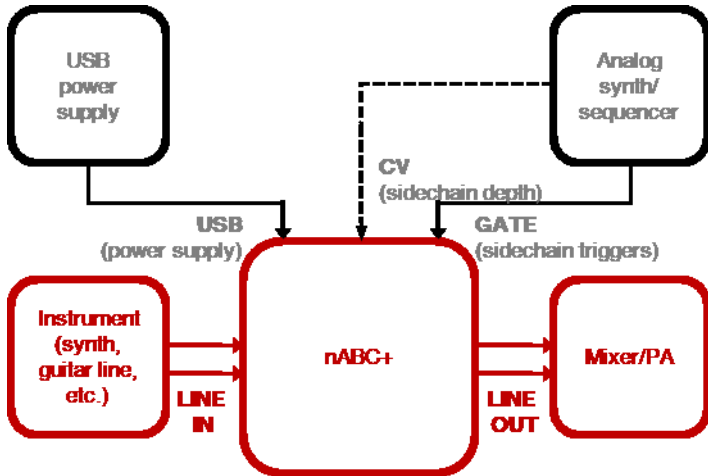 USB
power
supply
Analog
synth/
sequencer
CV
(sidechain depth)
USB
(power supply)
GATE
(sidechain triggers)
Instrument
(synth,
guitar line,
etc.)
nABC+
Mixer/PA
LINE
IN
LINE
OUT